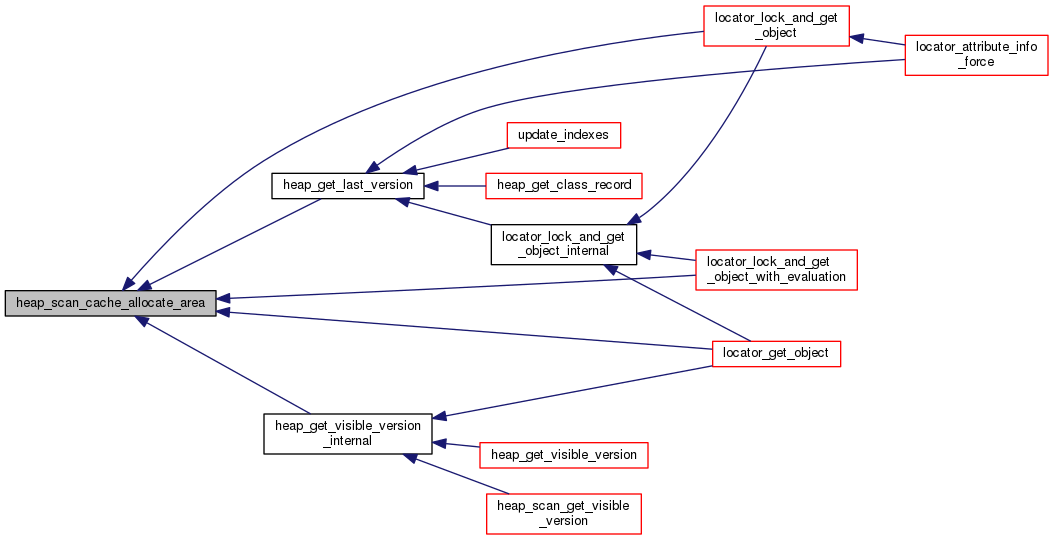 locator_lock_and_get
_object
locator_attribute_info
_force
update_indexes
heap_get_last_version
heap_get_class_record
locator_lock_and_get
_object_internal
locator_lock_and_get
_object_with_evaluation
heap_scan_cache_allocate_area
locator_get_object
heap_get_visible_version
_internal
heap_get_visible_version
heap_scan_get_visible
_version